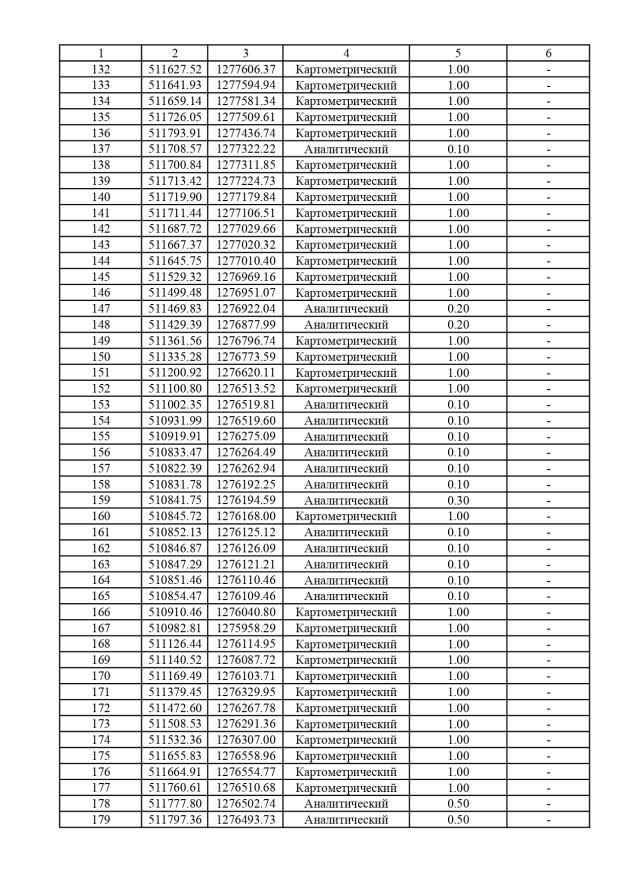 1 2 3 4 5 6
132 511627.52 1277606.37 Картометрический 1.00 -
133 511641.93 1277594.94 Картометрический 1.00 -
134 511659.14 1277581.34 Картометрический 1.00 -
135 511726.05 1277509.61 Картометрический 1.00 -
136 511793.91 1277436.74 Картометрический 1.00 -
137 511708.57 1277322.22 Аналитический 0.10 -
138 511700.84 1277311.85 Картометрический 1.00 -
139 511713.42 1277224.73 Картометрический 1.00 -
140 511719.90 1277179.84 Картометрический 1.00 -
141 511711.44 1277106.51 Картометрический 1.00 -
142 511687.72 1277029.66 Картометрический 1.00 -
143 511667.37 1277020.32 Картометрический 1.00 -
144 511645.75 1277010.40 Картометрический 1.00 -
145 511529.32 1276969.16 Картометрический 1.00 -
146 511499.48 1276951.07 Картометрический 1.00 -
147 511469.83 1276922.04 Аналитический 0.20 -
148 511429.39 1276877.99 Аналитический 0.20 -
149 511361.56 1276796.74 Картометрический 1.00 -
150 511335.28 1276773.59 Картометрический 1.00 -
151 511200.92 1276620.11 Картометрический 1.00 -
152 511100.80 1276513.52 Картометрический 1.00 -
153 511002.35 1276519.81 Аналитический 0.10 -
154 510931.99 1276519.60 Аналитический 0.10 -
155 510919.91 1276275.09 Аналитический 0.10 -
156 510833.47 1276264.49 Аналитический 0.10 -
157 510822.39 1276262.94 Аналитический 0.10 -
158 510831.78 1276192.25 Аналитический 0.10 -
159 510841.75 1276194.59 Аналитический 0.30 -
160 510845.72 1276168.00 Картометрический 1.00 -
161 510852.13 1276125.12 Аналитический 0.10 -
162 510846.87 1276126.09 Аналитический 0.10 -
163 510847.29 1276121.21 Аналитический 0.10 -
164 510851.46 1276110.46 Аналитический 0.10 -
165 510854.47 1276109.46 Аналитический 0.10 -
166 510910.46 1276040.80 Картометрический 1.00 -
167 510982.81 1275958.29 Картометрический 1.00 -
168 511126.44 1276114.95 Картометрический 1.00 -
169 511140.52 1276087.72 Картометрический 1.00 -
170 511169.49 1276103.71 Картометрический 1.00 -
171 511379.45 1276329.95 Картометрический 1.00 -
172 511472.60 1276267.78 Картометрический 1.00 -
173 511508.53 1276291.36 Картометрический 1.00 -
174 511532.36 1276307.00 Картометрический 1.00 -
175 511655.83 1276558.96 Картометрический 1.00 -
176 511664.91 1276554.77 Картометрический 1.00 -
177 511760.61 1276510.68 Картометрический 1.00 -
178 511777.80 1276502.74 Аналитический 0.50 -
179 511797.36 1276493.73 Аналитический 0.50 -